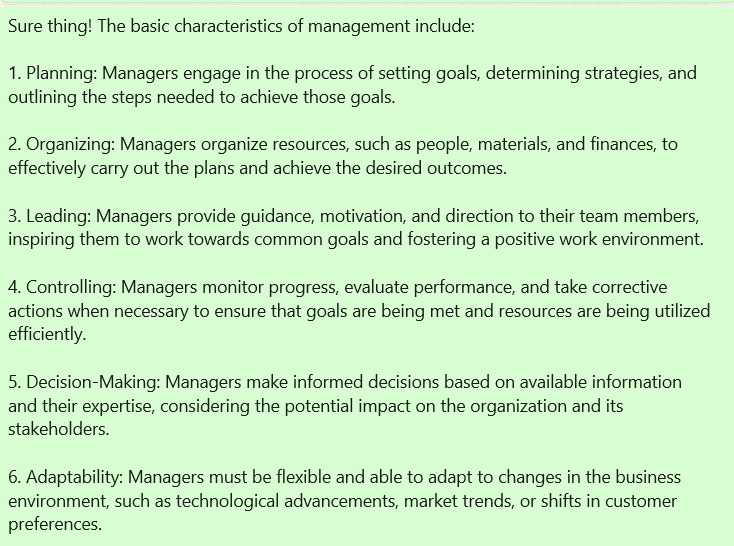 Sure thing! The basic characteristics of management include:
1. Planning: Managers engage in the process of setting goals, determining strategies, and
outlining the steps needed to achieve those goals.
2. Organizing: Managers organize resources, such as people, materials, and finances, to
effectively carry out the plans and achieve the desired outcomes.
3. Leading: Managers provide guidance, motivation, and direction to their team members,
inspiring them to work towards common goals and fostering a positive work environment.
4. Controlling: Managers monitor progress, evaluate performance, and take corrective
actions when necessary to ensure that goals are being met and resources are being utilized
efficiently.
5. Decision-Making: Managers make informed decisions based on available information
and their expertise, considering the potential impact on the organization and its
stakeholders.
6. Adaptability: Managers must be flexible and able to adapt to changes in the business
environment, such as technological advancements, market trends, or shifts in customer
preferences.